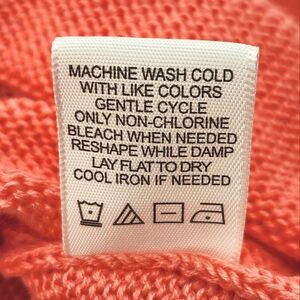 MACHINE WASH COLD
WITH LIKE COLORS
GENTLE CYCLE
ONLY NON-CHLORINE
BLEACH WHEN NEEDED
RESHAPE WHILE DAMP
LAY FLAT TO DRY
COOL IRON IF NEEDED